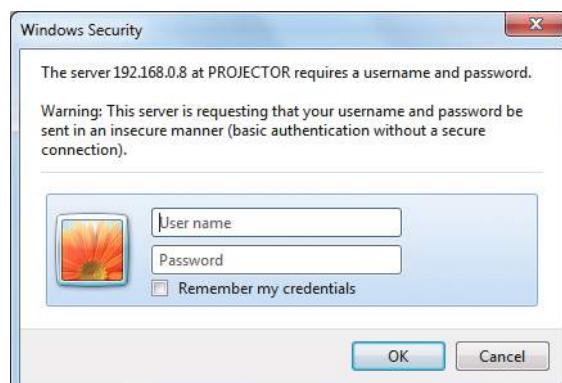 Windows Security
The server 192.168.0.8 at PROJECTOR requires a username and password.
Warning: This server is requesting that your username and password be
sent in an insecure manner (basic authentication without a secure
connection).
User name
Password
Remember my credentials
OK
Cancel